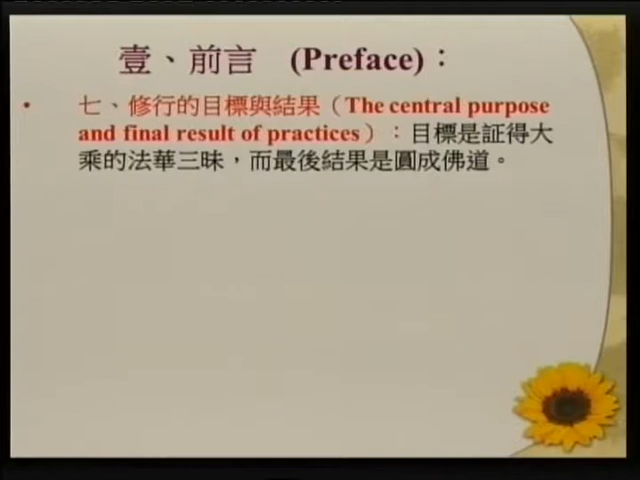 壹、前言 (Preface)：
• 七、修行的目標與結果（The central purpose
and final result of practices）：目標是証得大
乘的法華三昧，而最後結果是圓成佛道。